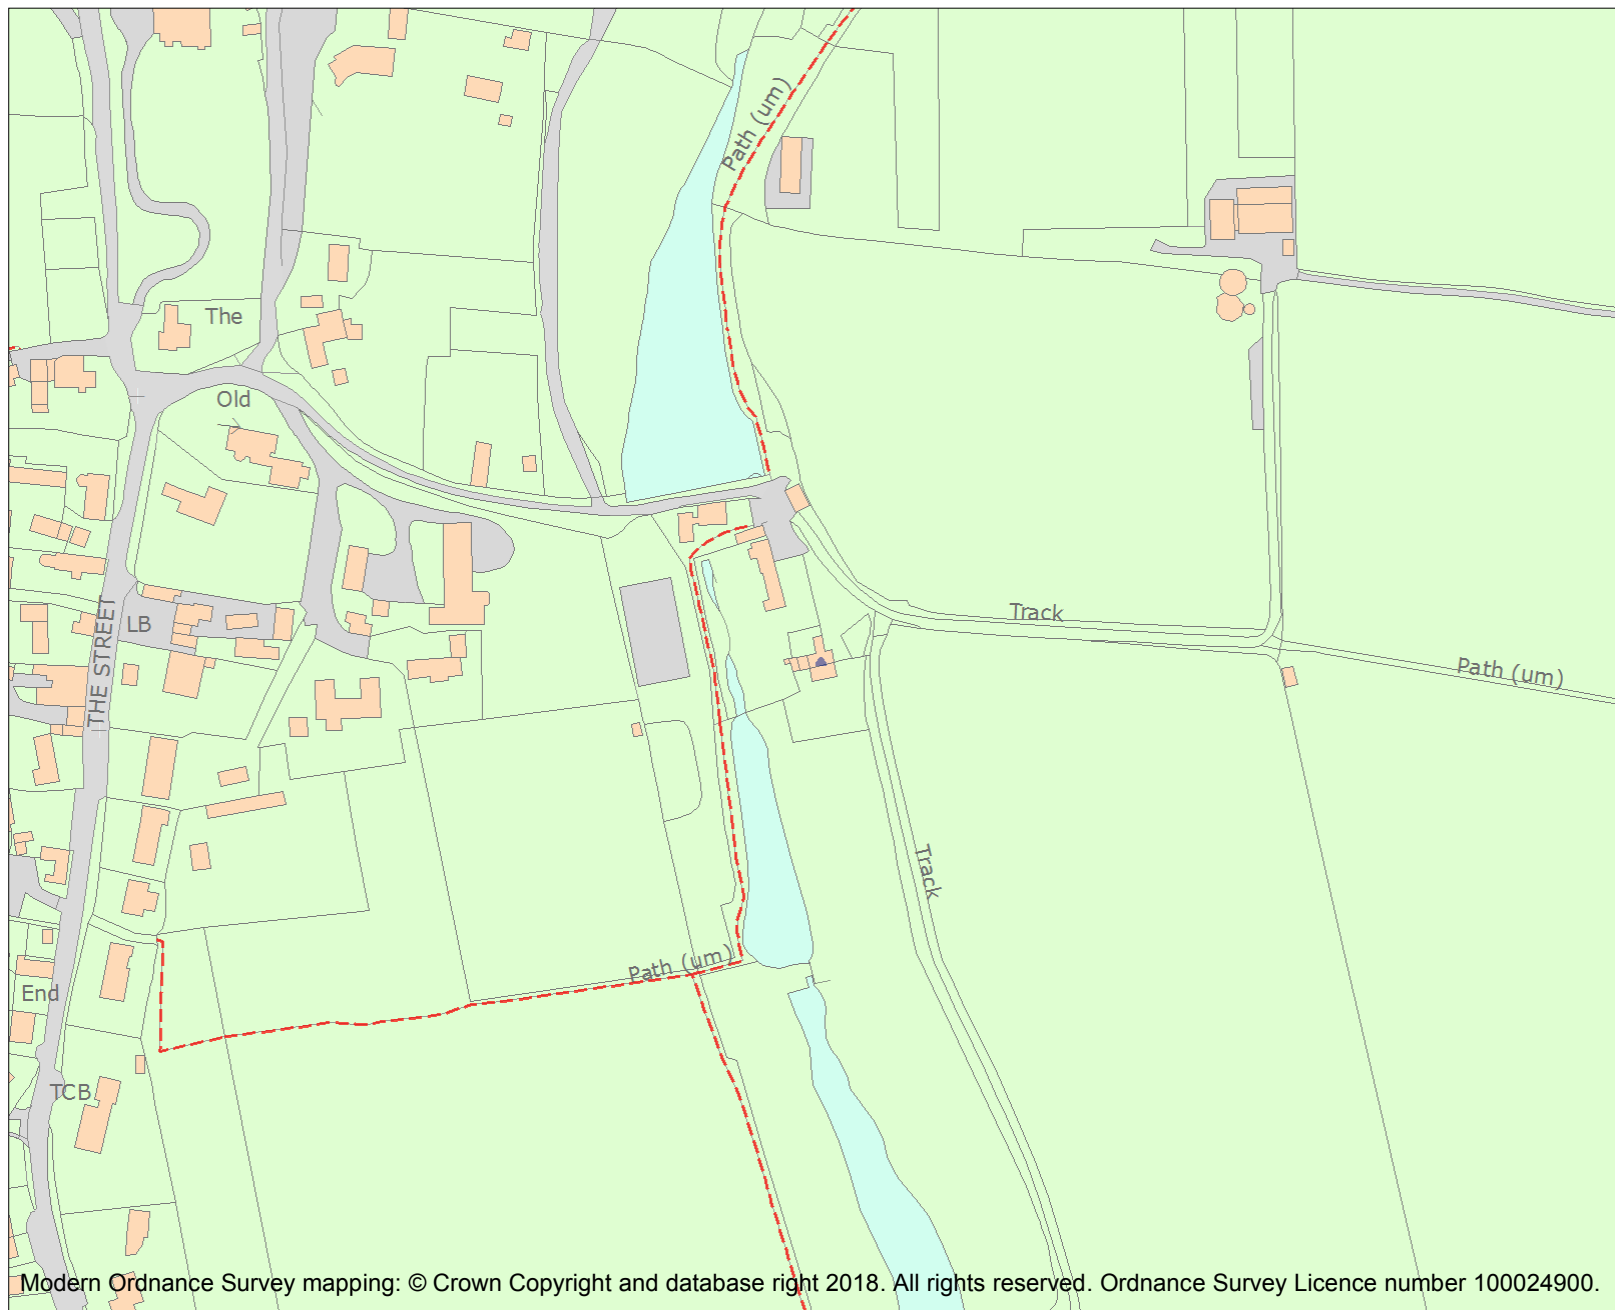 Path (um)
The
Old
THE STREET
LB
Track
Path (um)
Track
Path (um)
End
TCB
Modern Ordnance Survey mapping: © Crown Copyright and database right 2018. All rights reserved. Ordnance Survey Licence number 100024900.